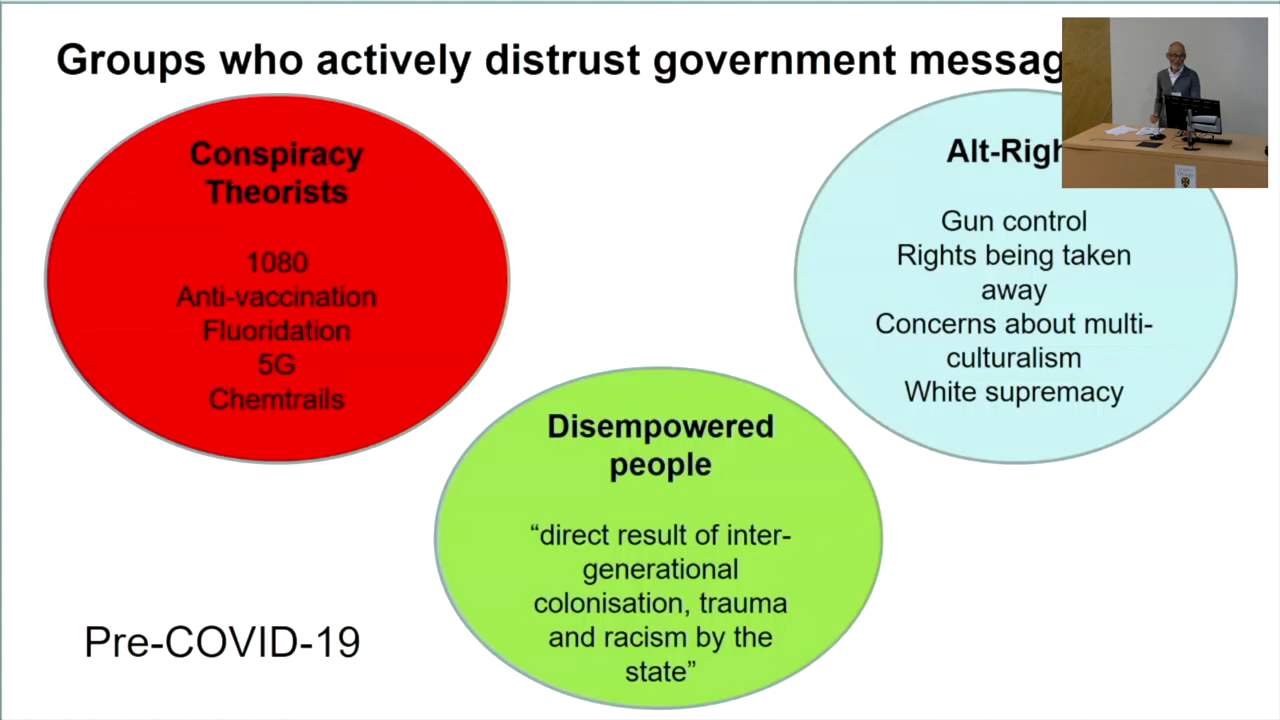 Groups who actively distrust government messag
Conspiracy
Theorists
1080
Anti-vaccination
Fluoridation
5G
Chemtrails
Alt-Righ
Gun control
Rights being taken
away
Concerns about multi-
culturalism
White supremacy
Disempowered
people
“direct result of inter-
generational
colonisation, trauma
and racism by the
state”
Pre-COVID-19